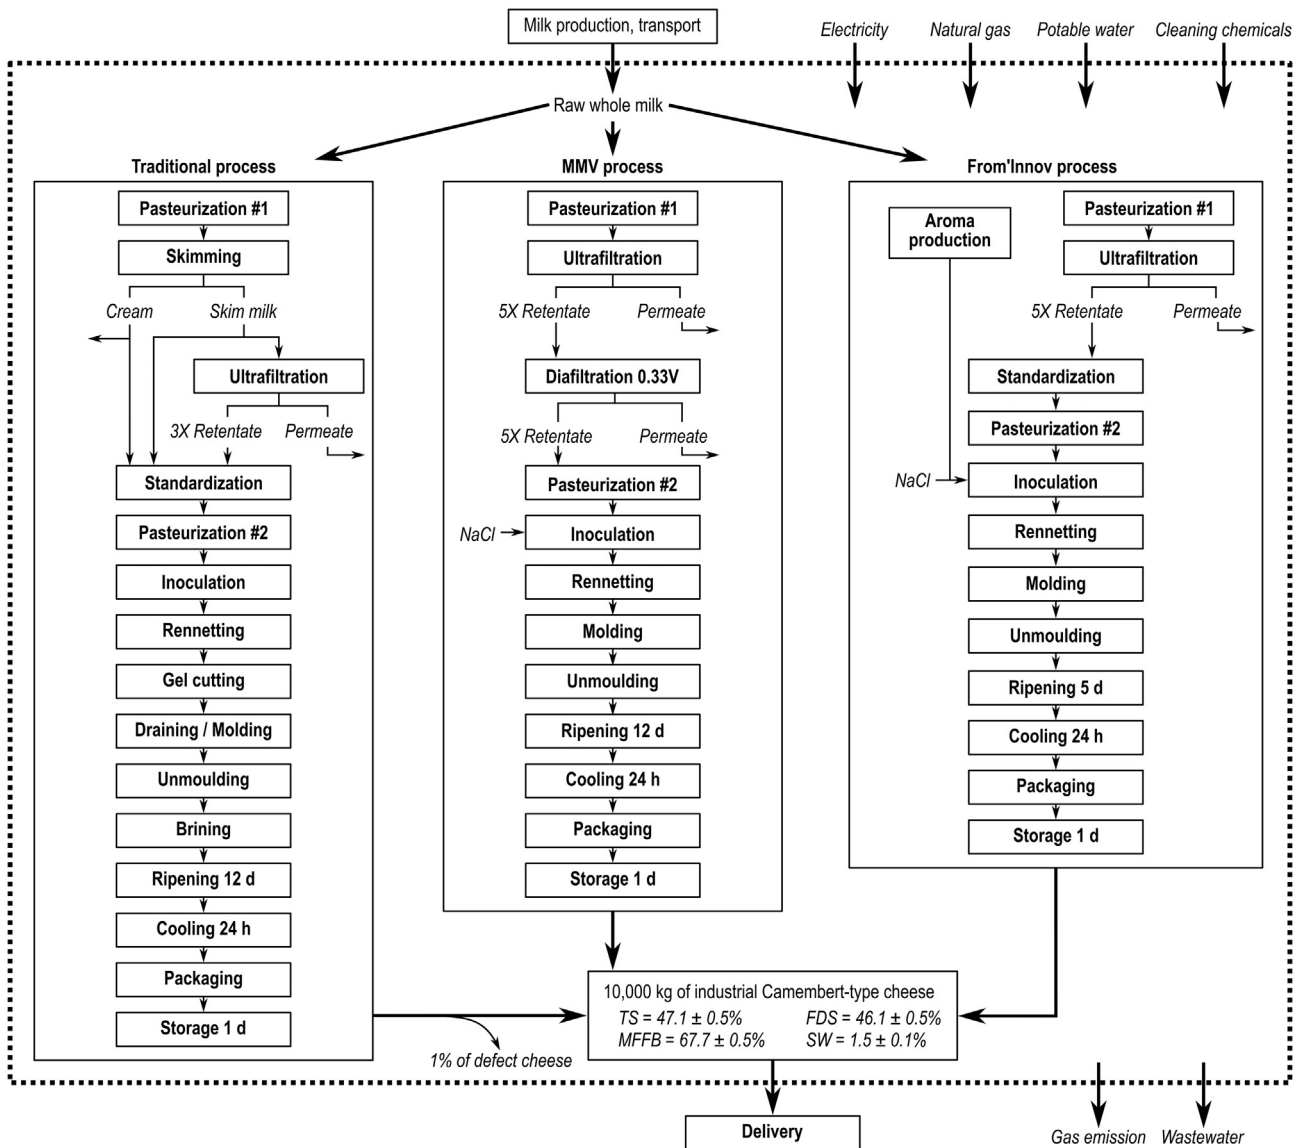 Milk production, transport
Electricity
Natural gas
Potable water
Cleaning chemicals
Raw whole milk
Traditional process
Pasteurization #1
Skimming
Cream
Skim milk
Ultrafiltration
3X Retentate
Permeate
Standardization
Pasteurization #2
Inoculation
Rennetting
Gel cutting
Draining / Molding
Unmoulding
Brining
Ripening 12 d
Cooling 24 h
Packaging
Storage 1 d
MMV process
Pasteurization #1
Ultrafiltration
5X Retentate
Permeate
Diafiltration 0.33V
5X Retentate
Permeate
Pasteurization #2
NaCl
Inoculation
Rennetting
Molding
Unmoulding
Ripening 12 d
Cooling 24 h
Packaging
Storage 1 d
From'Innov process
Aroma
production
Pasteurization #1
Ultrafiltration
5X Retentate
Permeate
Standardization
Pasteurization #2
NaCl
Inoculation
Rennetting
Molding
Unmoulding
Ripening 5 d
Cooling 24 h
Packaging
Storage 1 d
1% of defect cheese
10,000 kg of industrial Camembert-type cheese
TS = 47.1 ± 0.5%
FDS = 46.1 ± 0.5%
MFFB = 67.7 ± 0.5%
SW = 1.5 ± 0.1%
Delivery
Gas emission
Wastewater